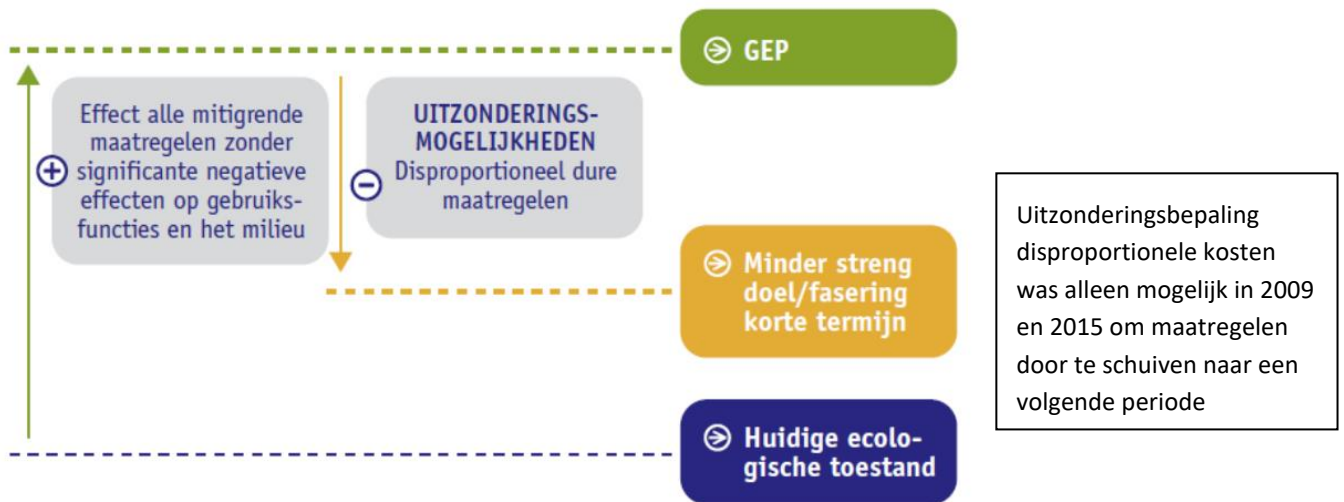 GEP
Effect alle mitigrende
maatregelen zonder
significante negatieve
effecten op gebruiks-
functies en het milieu
UITZONDERINGS-
MOGELIJKHEDEN
Disproportioneel dure
maatregelen
Minder streng
doel/fasering
korte termijn
Huidige ecolo-
gische toestand
Uitzonderingsbepaling
disproportionele kosten
was alleen mogelijk in 2009
en 2015 om maatregelen
door te schuiven naar een
volgende periode